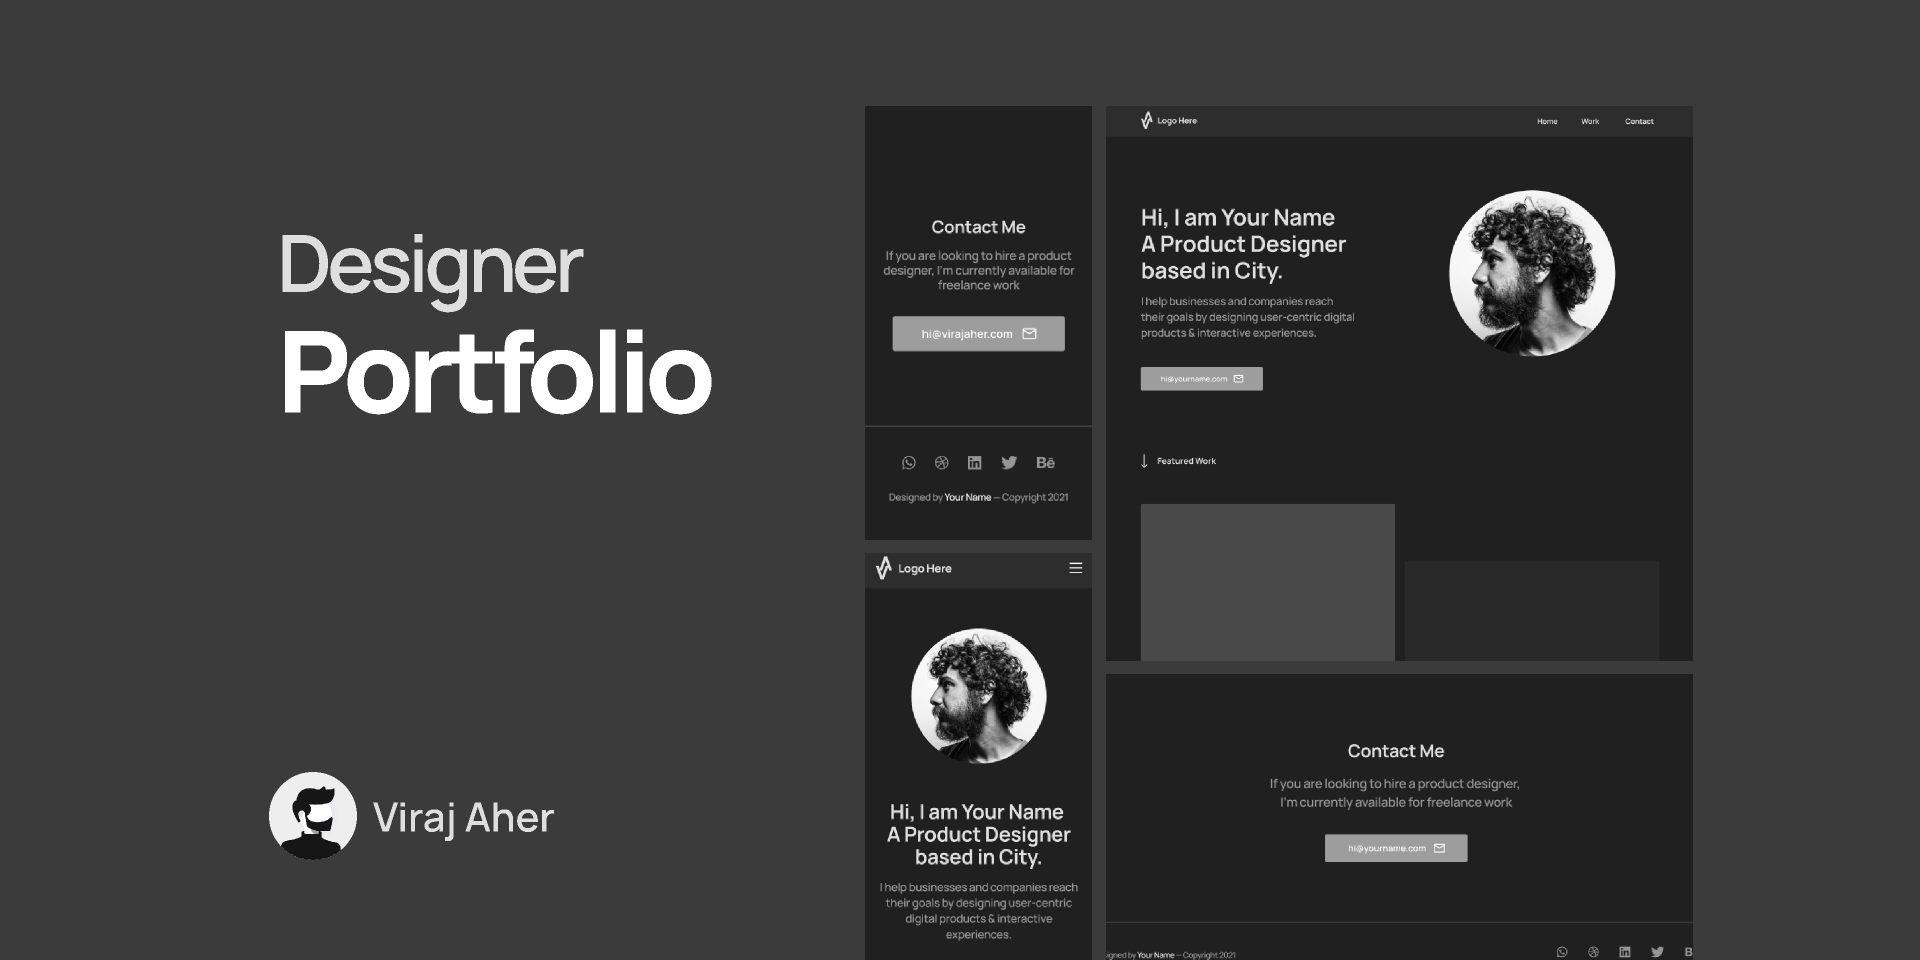 Designer
Portfolio
Viraj Aher
Contact Me
If you are looking to hire a product
designer, I'm currently available for
freelance work
hi@virajaher.com
Bē
Designed by Your Name — Copyright 2021
Logo Here
Hi, I am Your Name
A Product Designer
based in City.
I help businesses and companies reach
their goals by designing user-centric
digital products & interactive
experiences.
Logo Here
Home Work Contact
Hi, I am Your Name
A Product Designer
based in City.
I help businesses and companies reach
their goals by designing user-centric digital
products & interactive experiences.
hi@yourname.com
Featured Work
Contact Me
If you are looking to hire a product designer,
I'm currently available for freelance work
hi@yourname.com
igned by Your Name — Copyright 2021
B